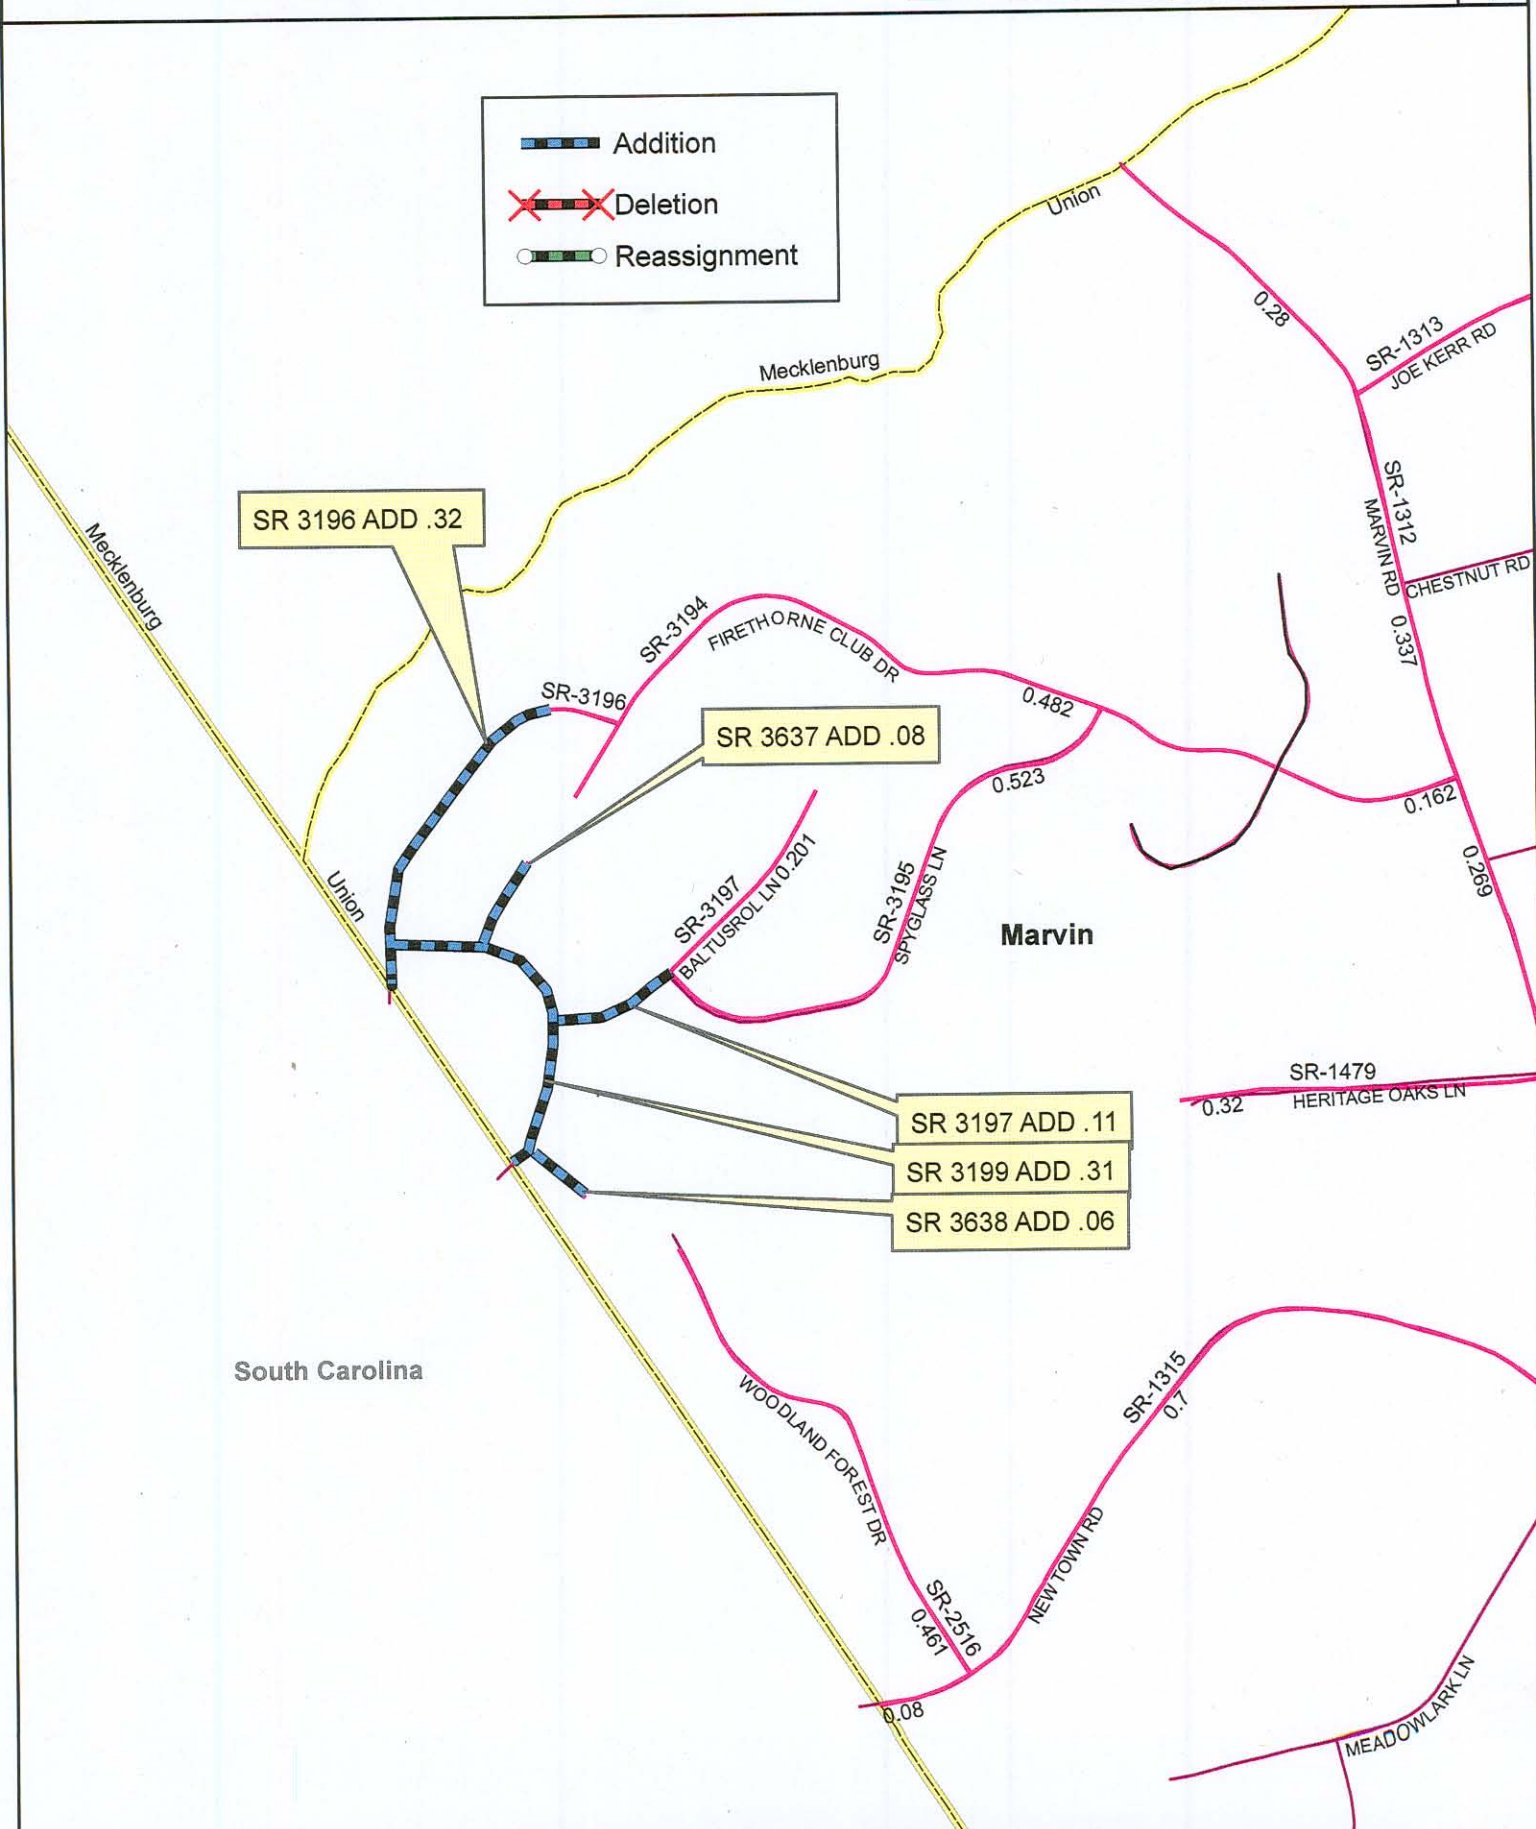 Addition
Deletion
Reassignment
Union
0.28
SR-1313
JOE KERR RD
Mecklenburg
SR-1312
MARVIN RD
SR 3196 ADD .32
Mecklenburg
CHESTNUT RD
0.337
SR-3194
FIRETHORNE CLUB DR
SR-3196
0.482
SR 3637 ADD .08
0.523
0.162
0.269
Union
SR-3197
BALTUSROL LN 0.201
SR-3195
SPYGLASS LN
Marvin
SR-1479
0.32
HERITAGE OAKS LN
SR 3197 ADD .11
SR 3199 ADD .31
SR 3638 ADD .06
South Carolina
WOODLAND FOREST DR
SR-1315
0.7
NEW TOWN RD
SR-2516
0.461
0.08
MEADOWLARK LN